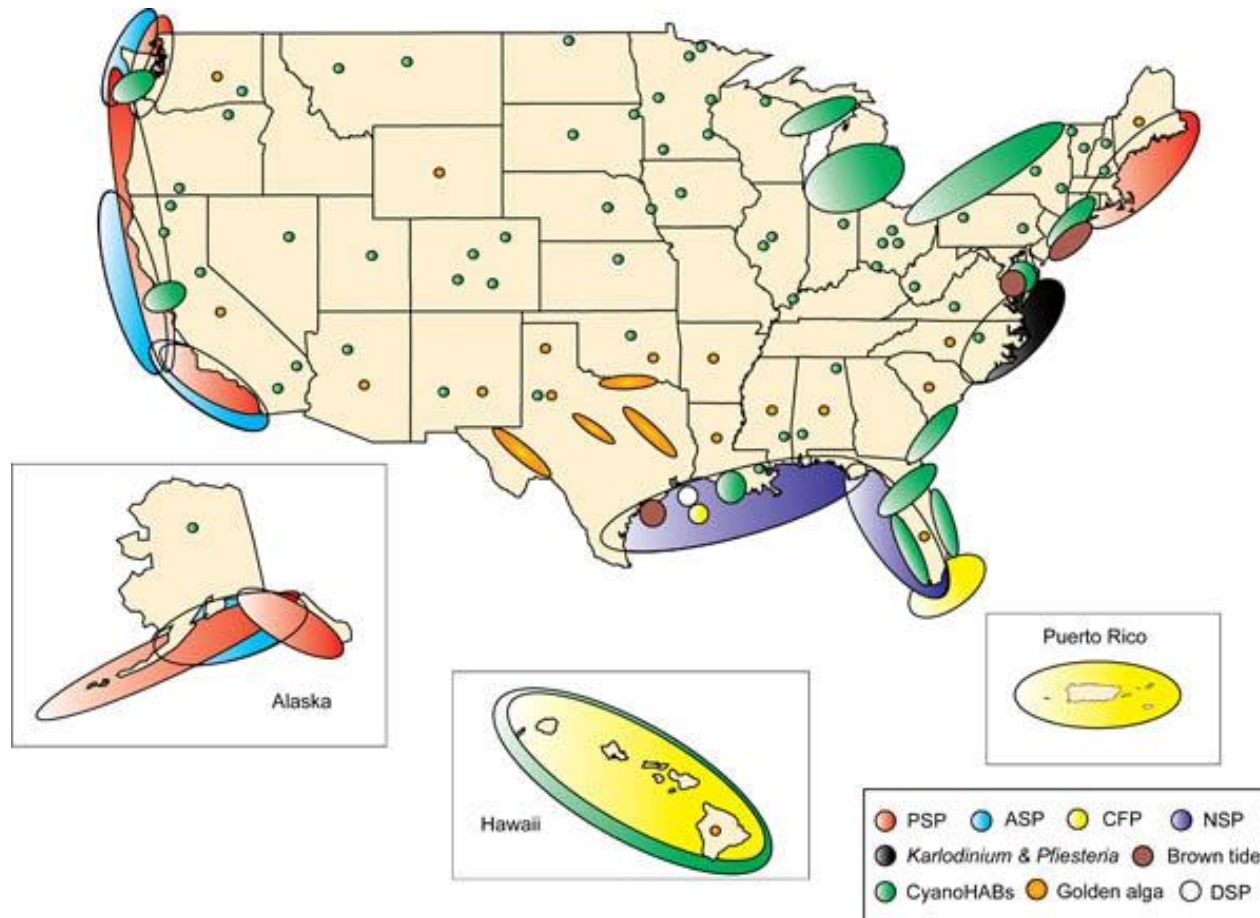 Puerto Rico
Alaska
Hawaii
PSP ASP CFP NSP
Karlodinium & Pfiesteria Brown tide
CyanoHABs Golden alga DSP